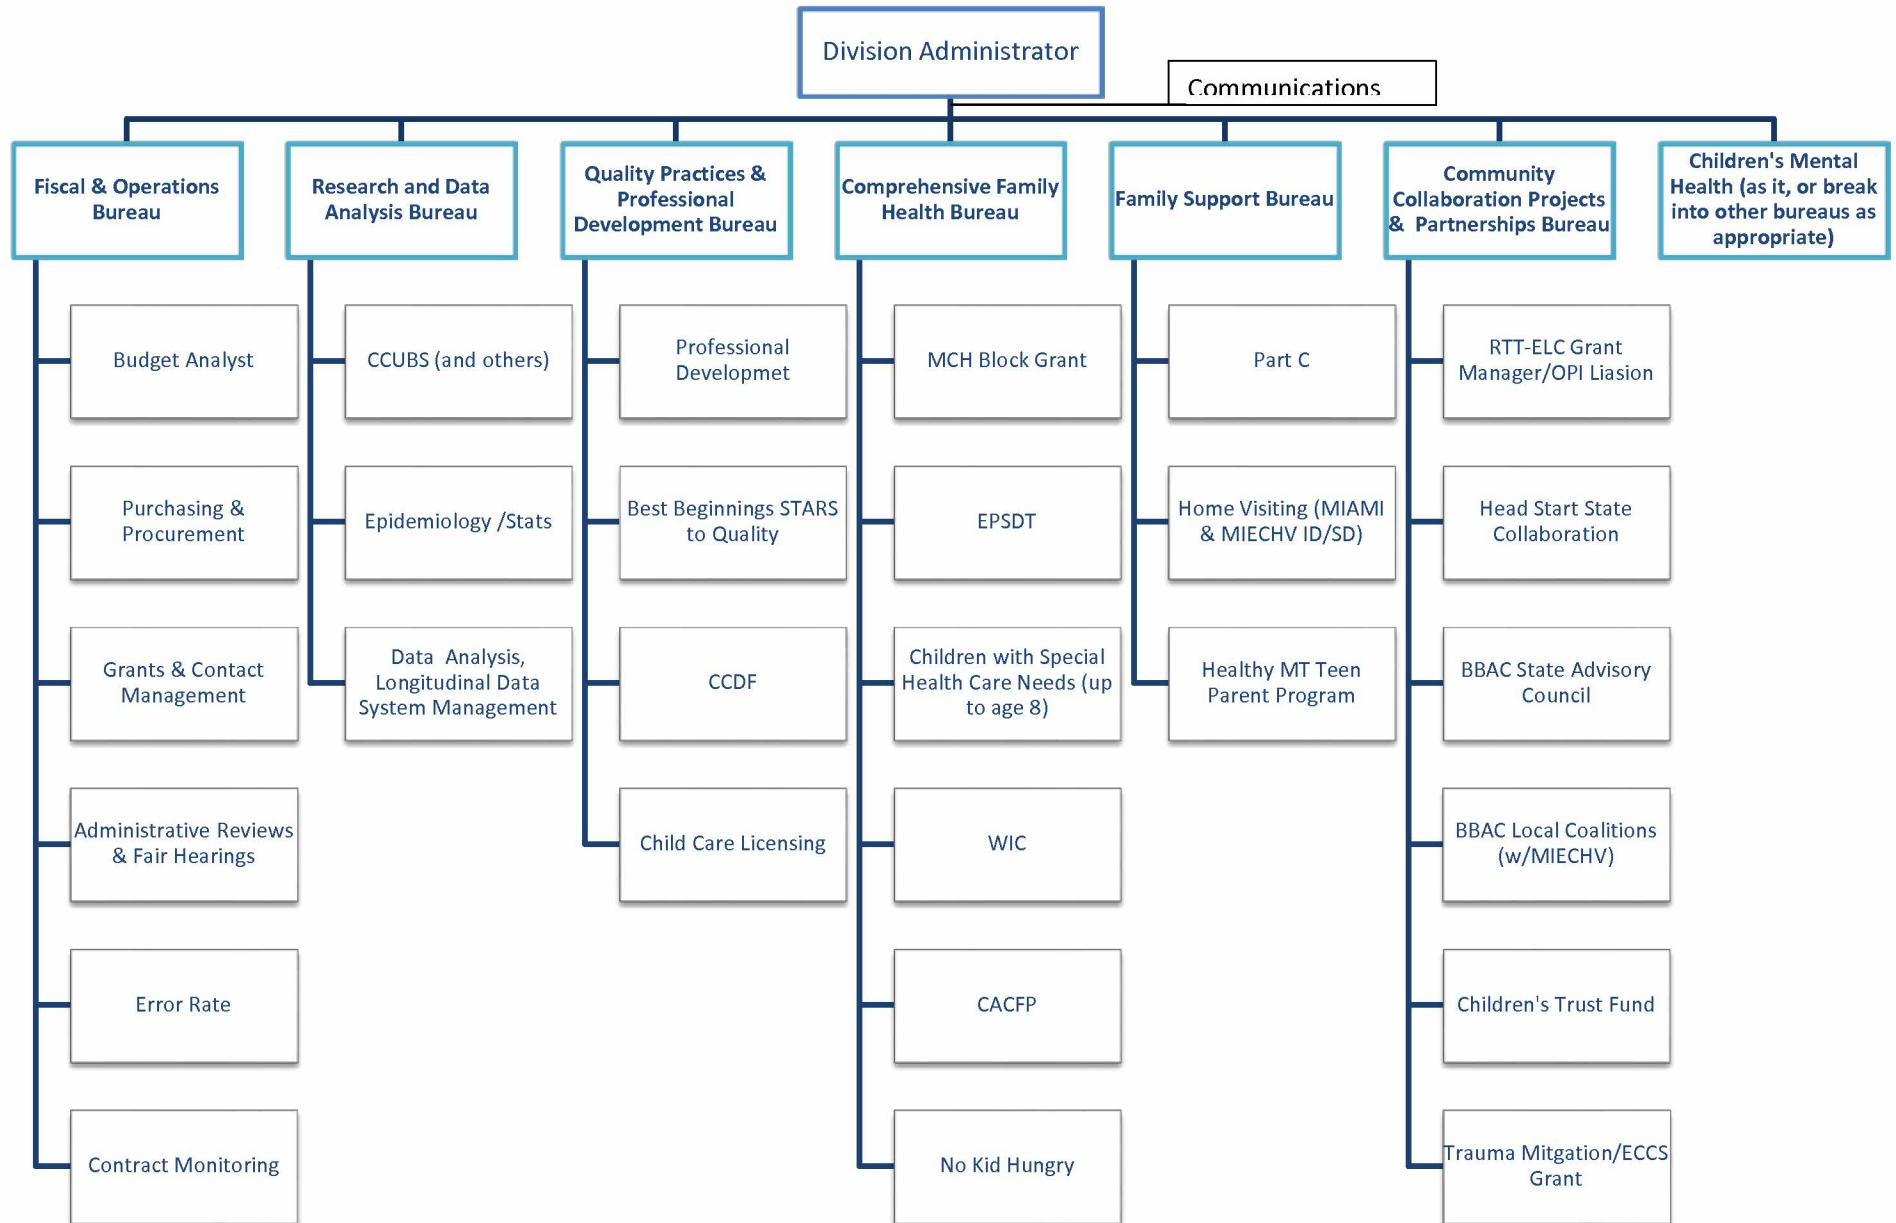 Division Administrator
Communications
Fiscal & Operations
Bureau
Research and Data
Analysis Bureau
Quality Practices &
Professional
Development Bureau
Comprehensive Family
Health Bureau
Family Support Bureau
Community
Collaboration Projects
& Partnerships Bureau
Children's Mental
Health (as it, or break
into other bureaus as
appropriate)
Budget Analyst
Purchasing &
Procurement
Grants & Contact
Management
Administrative Reviews
& Fair Hearings
Error Rate
Contract Monitoring
CCUBS (and others)
Epidemiology /Stats
Data Analysis,
Longitudinal Data
System Management
Professional
Developmet
Best Beginnings STARS
to Quality
CCDF
Child Care Licensing
MCH Block Grant
EPSDT
Children with Special
Health Care Needs (up
to age 8)
WIC
CACFP
No Kid Hungry
Part C
Home Visiting (MIAMI
& MIECHV ID/SD)
Healthy MT Teen
Parent Program
RTT-ELC Grant
Manager/OPI Liasion
Head Start State
Collaboration
BBAC State Advisory
Council
BBAC Local Coalitions
(w/MIECHV)
Children's Trust Fund
Trauma Mitgation/ECCS
Grant